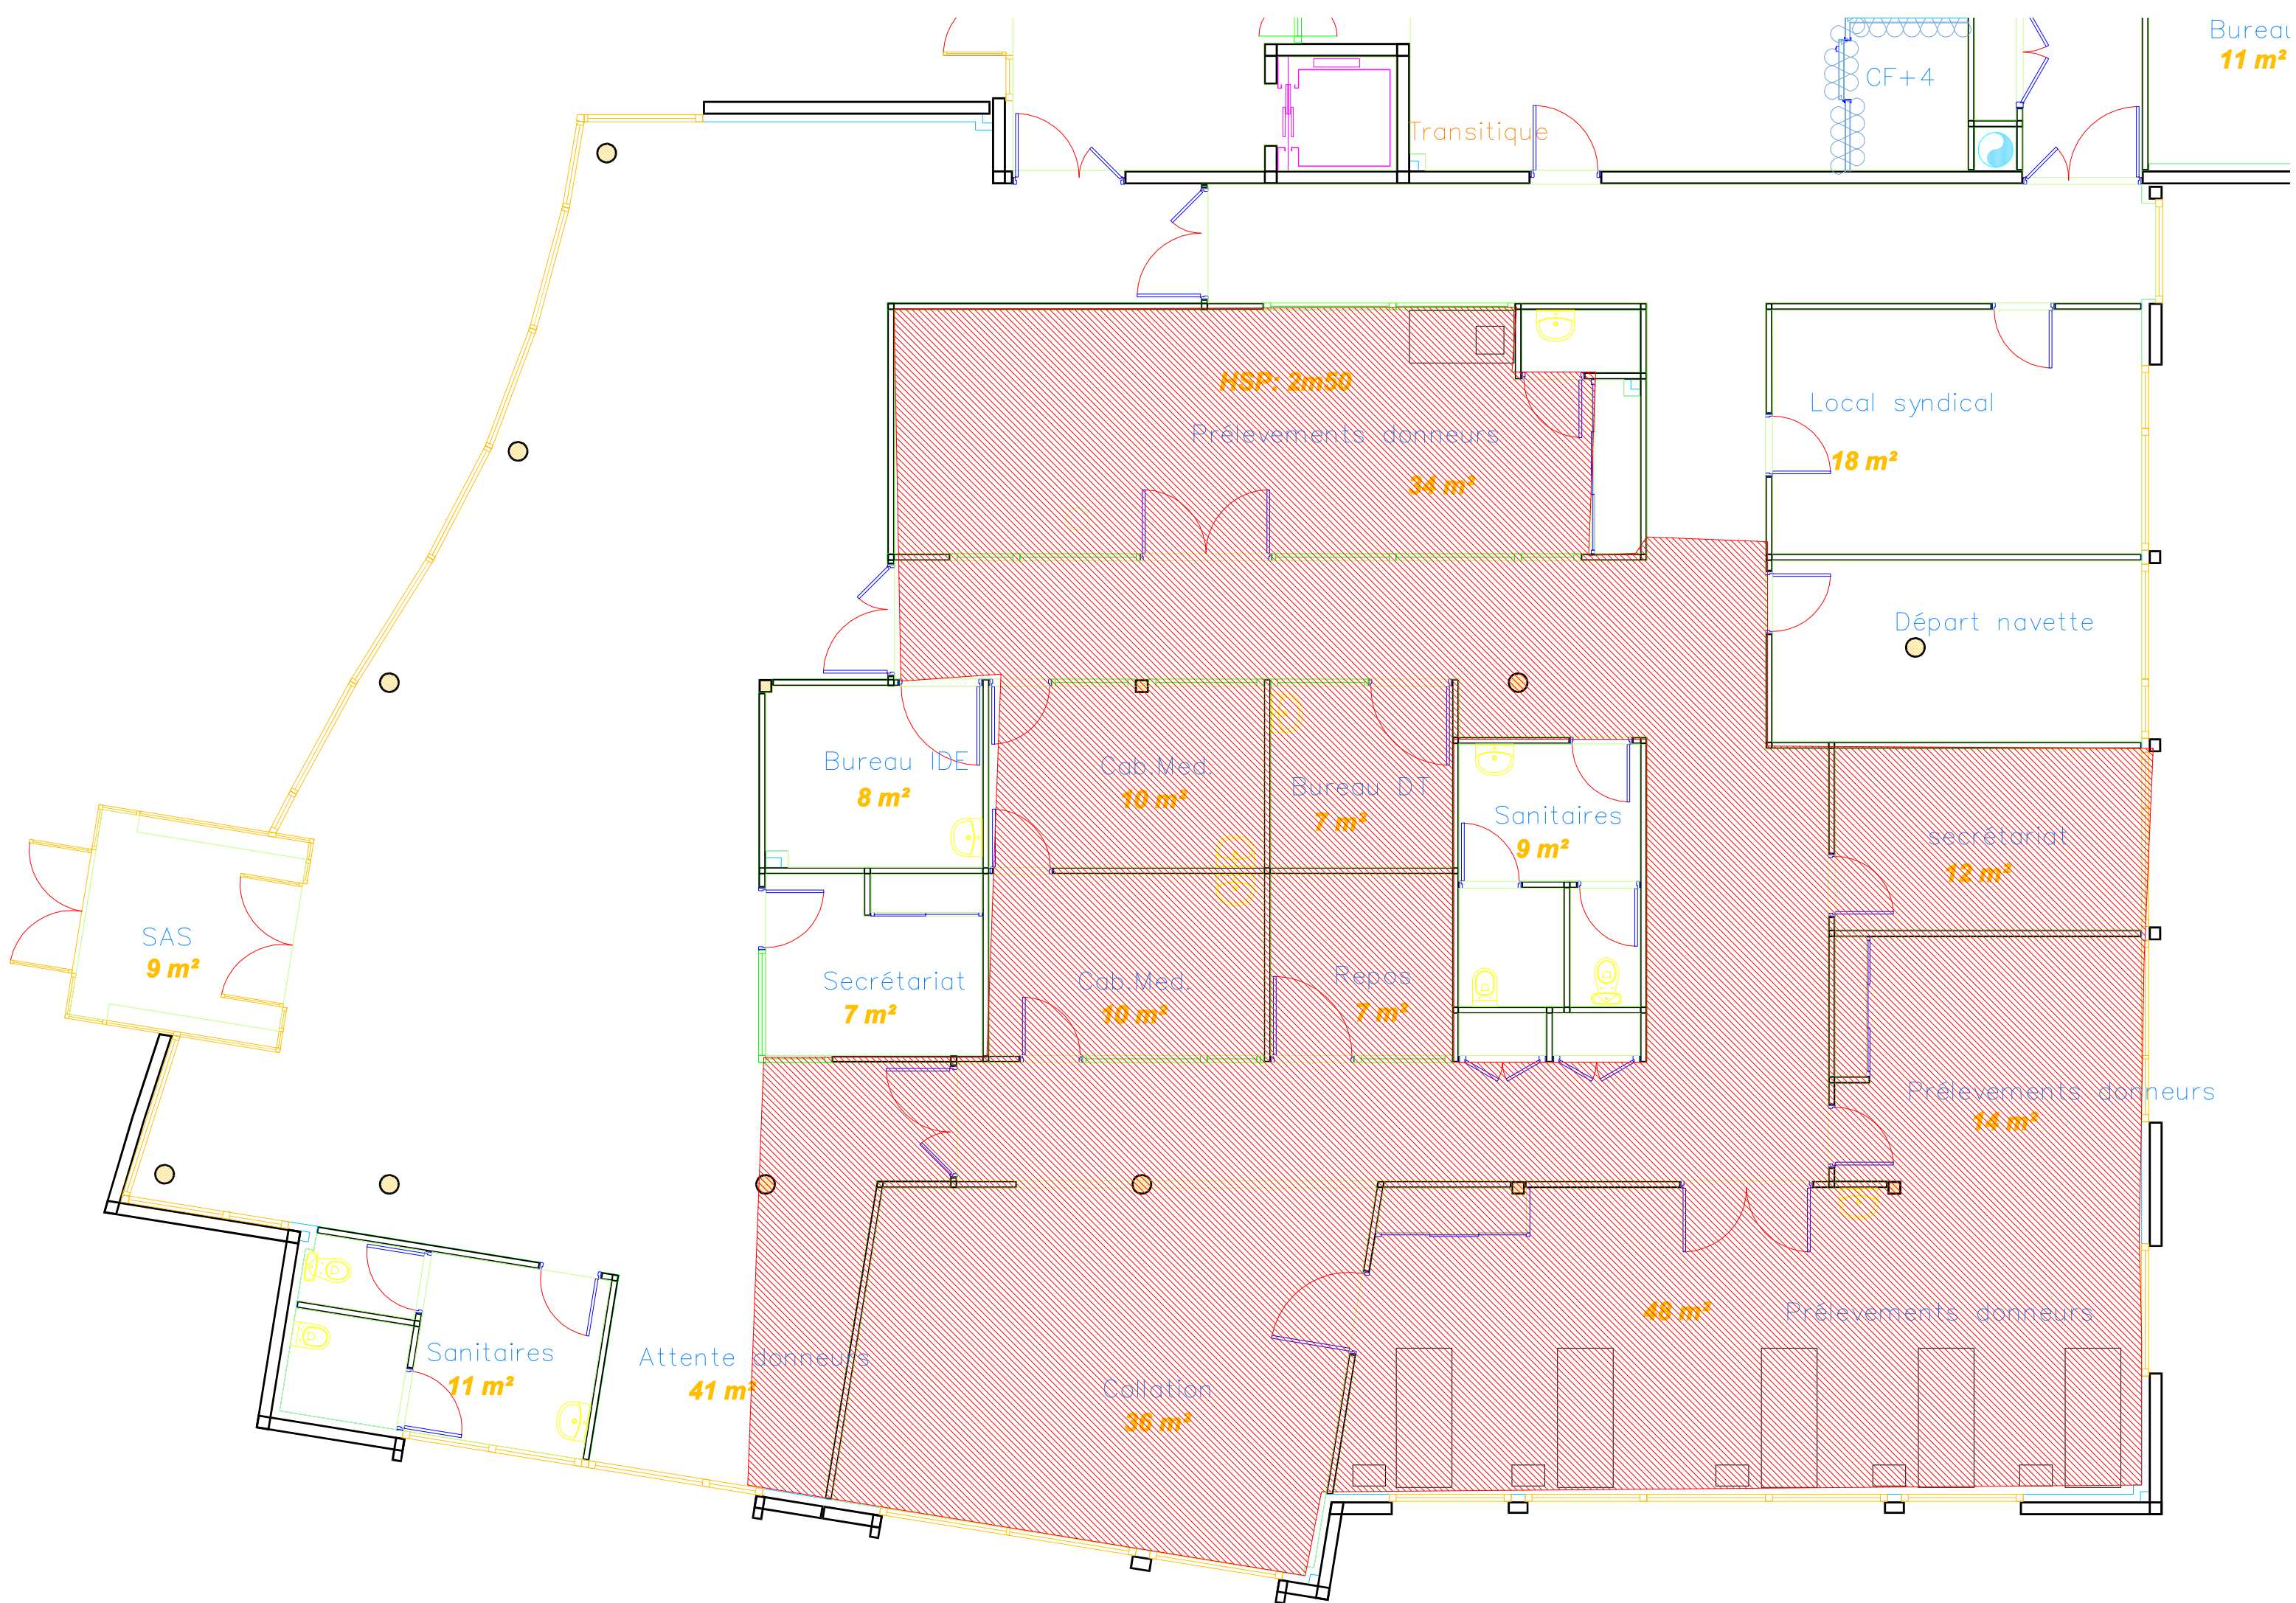 Bureau
11 m²
CF+4
Transitique
HSP: 2m50
Prélevements donneurs
34 m²
Local syndical
18 m²
Départ navette
Bureau IDE
8 m²
Cab.Med.
10 m²
Bureau DT
7 m²
Sanitaires
9 m²
secrétariat
12 m²
SAS
9 m²
Secrétariat
7 m²
Cab.Med.
10 m²
Repos
7 m²
Prélevements donneurs
14 m²
48 m²
Prélevements donneurs
Sanitaires
11 m²
Attente donneurs
41 m²
Collation
36 m²